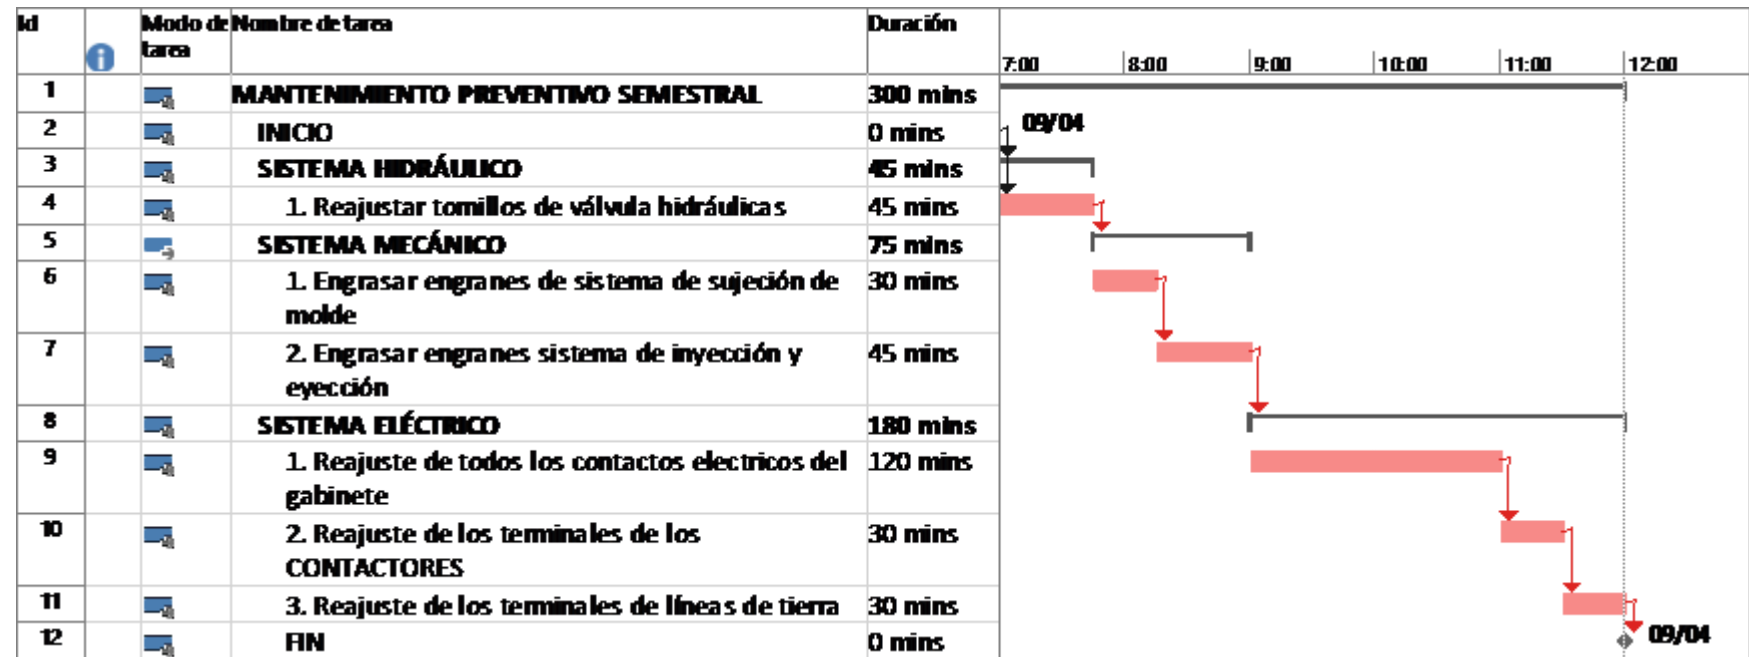 Id Modo de tarea Nombre de tarea Duración
7:00 8:00 9:00 10:00 11:00 12:00
1 MANTENIMIENTO PREVENTIVO SEMESTRAL 300 mins
2 INICIO 0 mins 09/04
3 SISTEMA HIDRÁULICO 45 mins
4 1. Reajustar tornillos de válvula hidráulicas 45 mins
5 SISTEMA MECÁNICO 75 mins
6 1. Engrasar engranes de sistema de sujeción de 30 mins
molde
7 2. Engrasar engranes sistema de inyección y 45 mins
eyección
8 SISTEMA ELÉCTRICO 180 mins
9 1. Reajuste de todos los contactos electricos del 120 mins
gabinete
10 2. Reajuste de los terminales de los 30 mins
CONTACTORES
11 3. Reajuste de los terminales de líneas de tierra 30 mins
12 FIN 0 mins 09/04